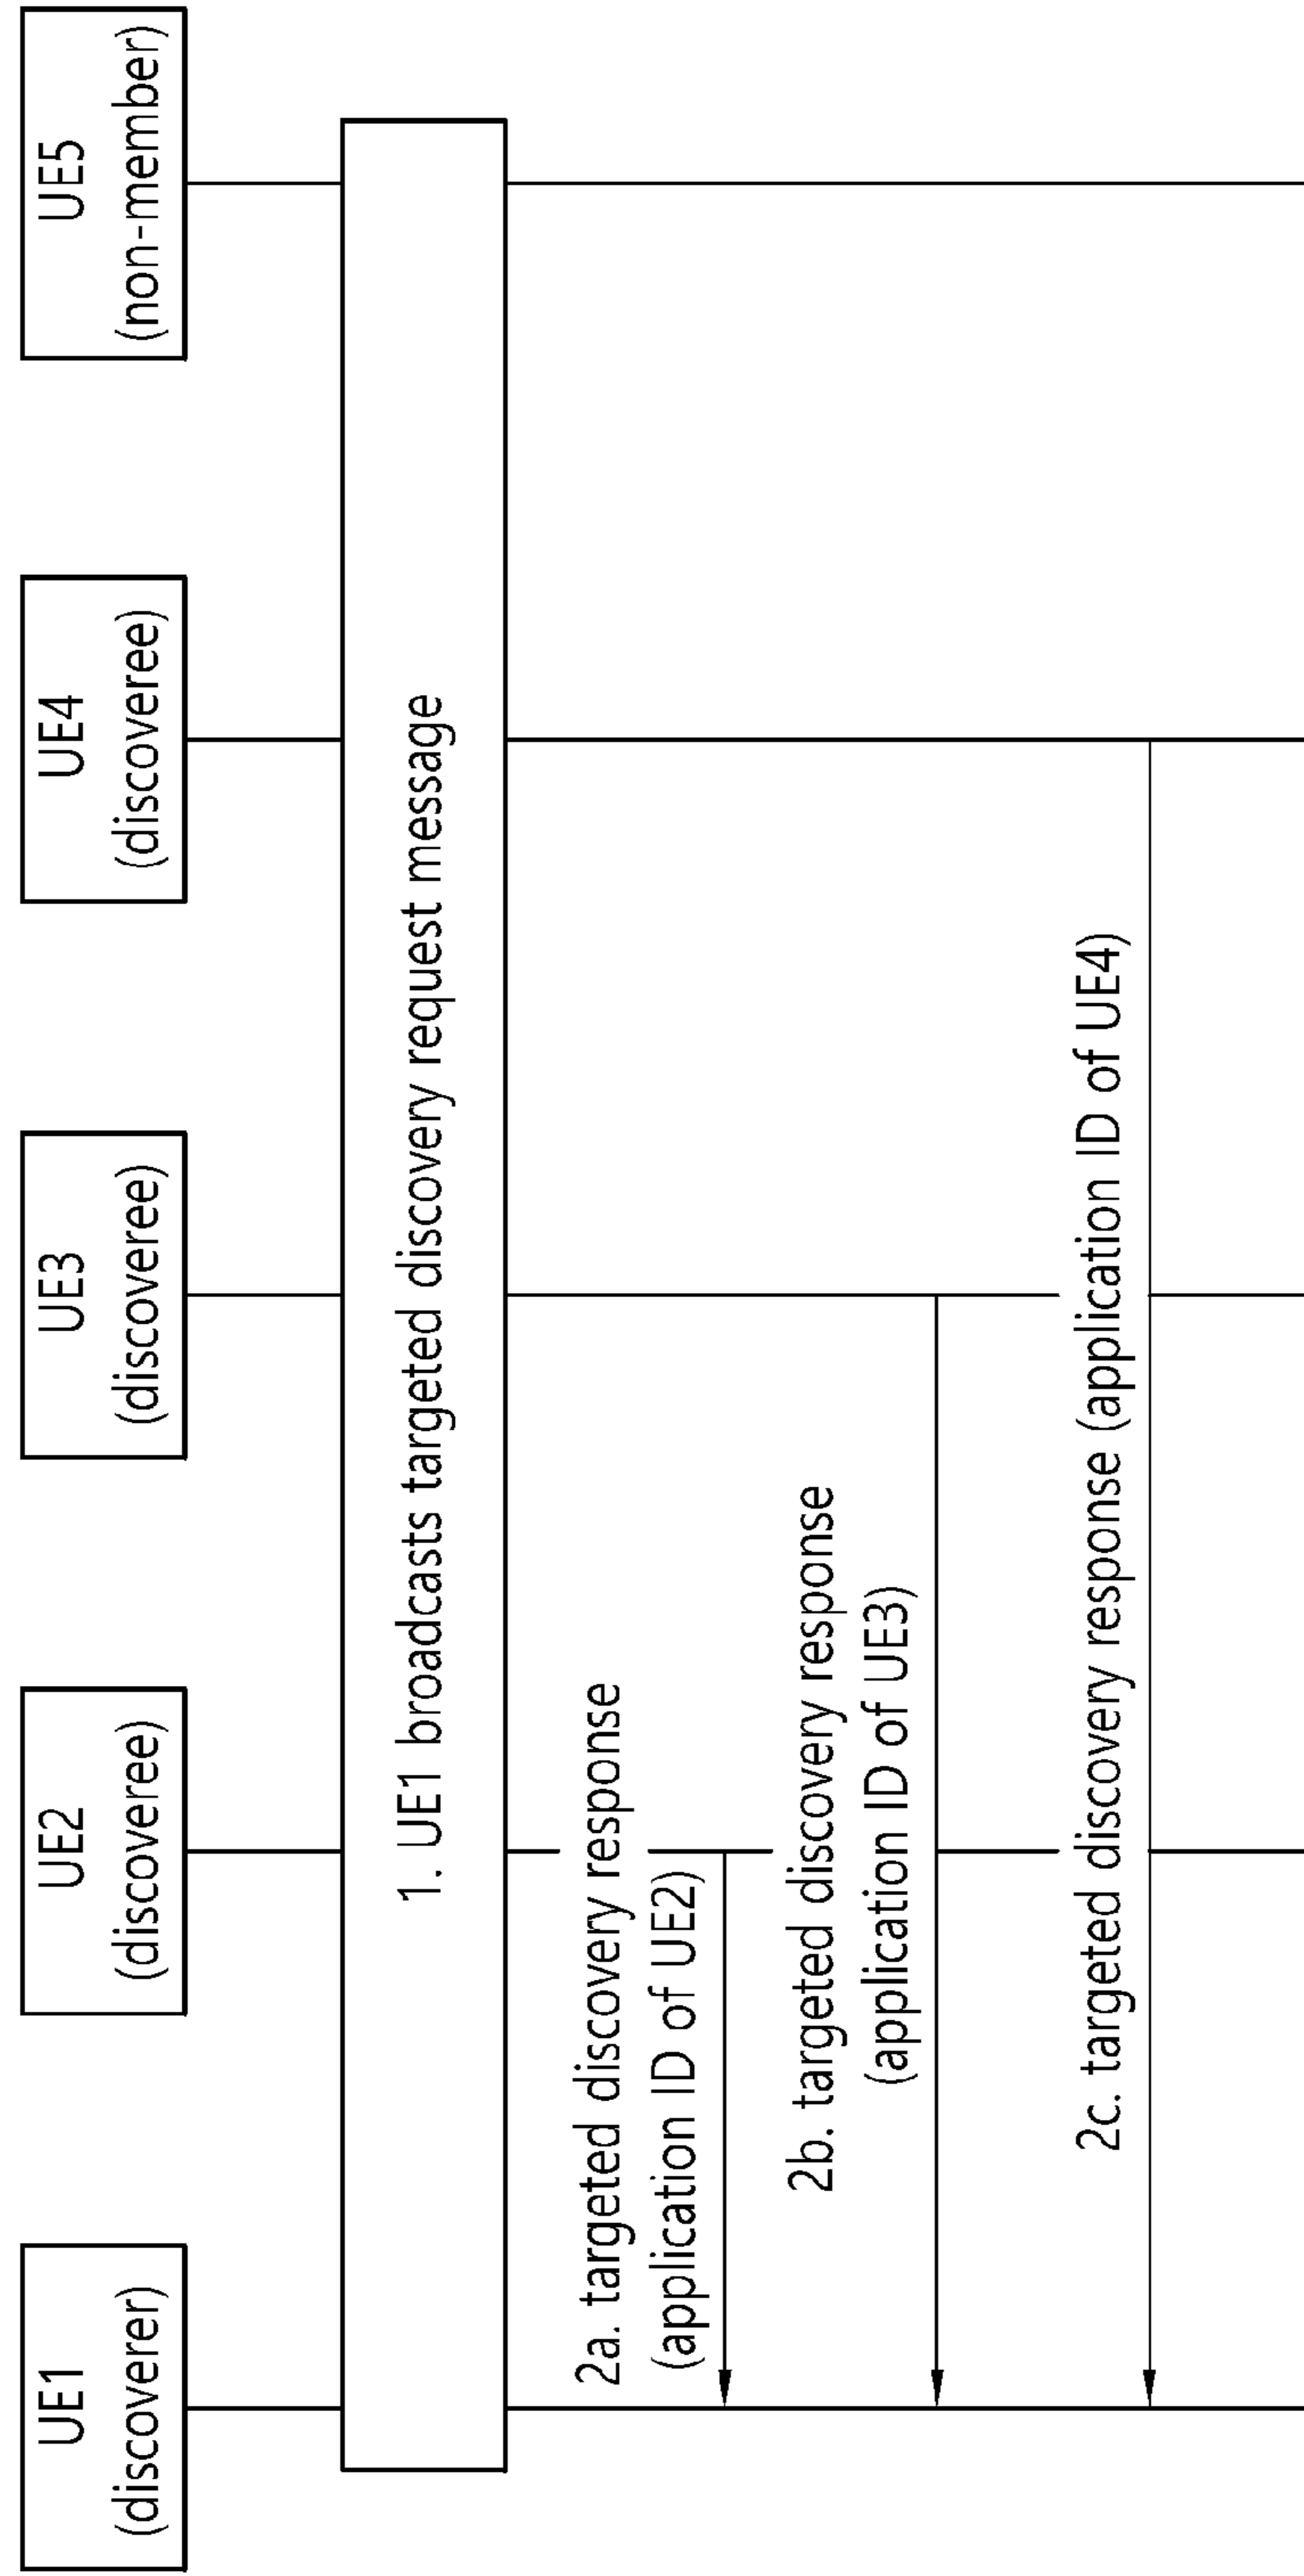 UE1
(discoverer)
UE2
(discoveree)
UE3
(discoveree)
UE4
(discoveree)
UE5
(non-member)
1. UE1 broadcasts targeted discovery request message
2a. targeted discovery response
(application ID of UE2)
2b. targeted discovery response
(application ID of UE3)
2c. targeted discovery response (application ID of UE4)